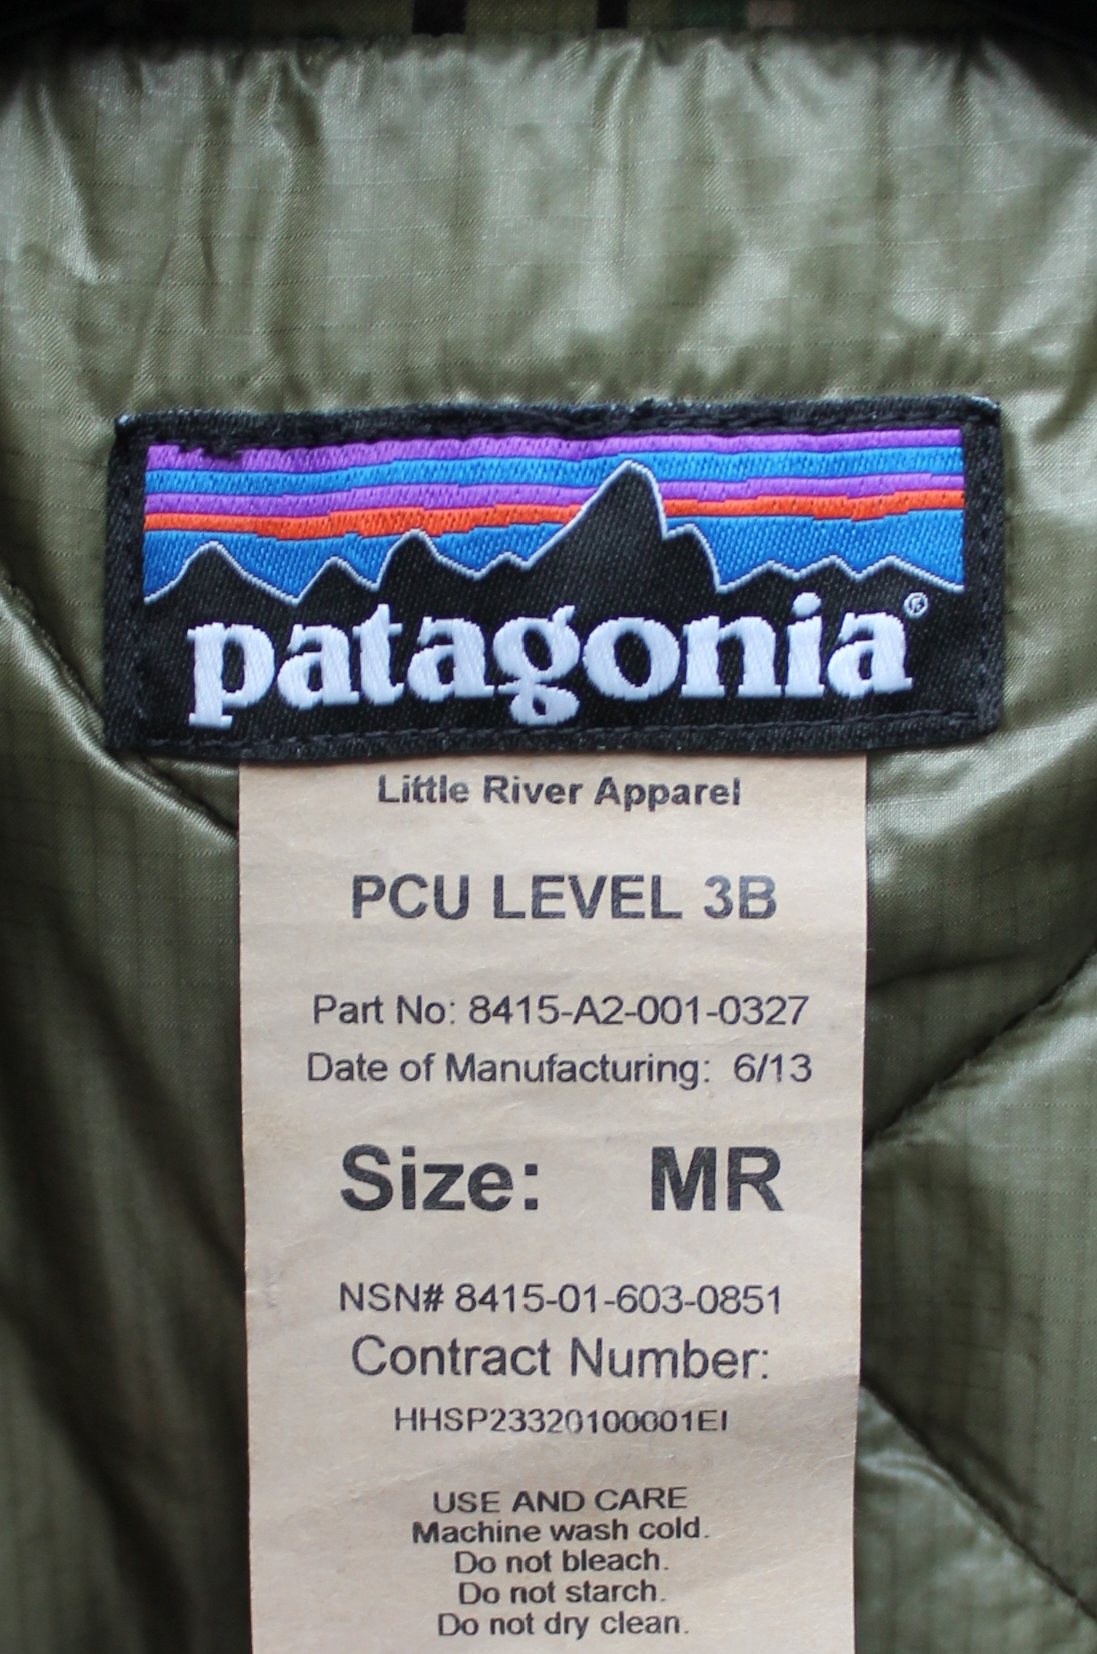 patagonia®
Little River Apparel
PCU LEVEL 3B
Part No: 8415-A2-001-0327
Date of Manufacturing: 6/13
Size: MR
NSN# 8415-01-603-0851
Contract Number:
HHSP23320100001EI
USE AND CARE
Machine wash cold.
Do not bleach.
Do not starch.
Do not dry clean.